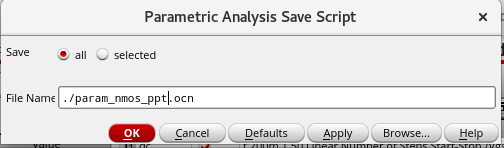 Parametric Analysis Save Script
Save
all
selected
File Name
./param_nmos_ppt.ocn
OK
Cancel
Defaults
Apply
Browse...
Help